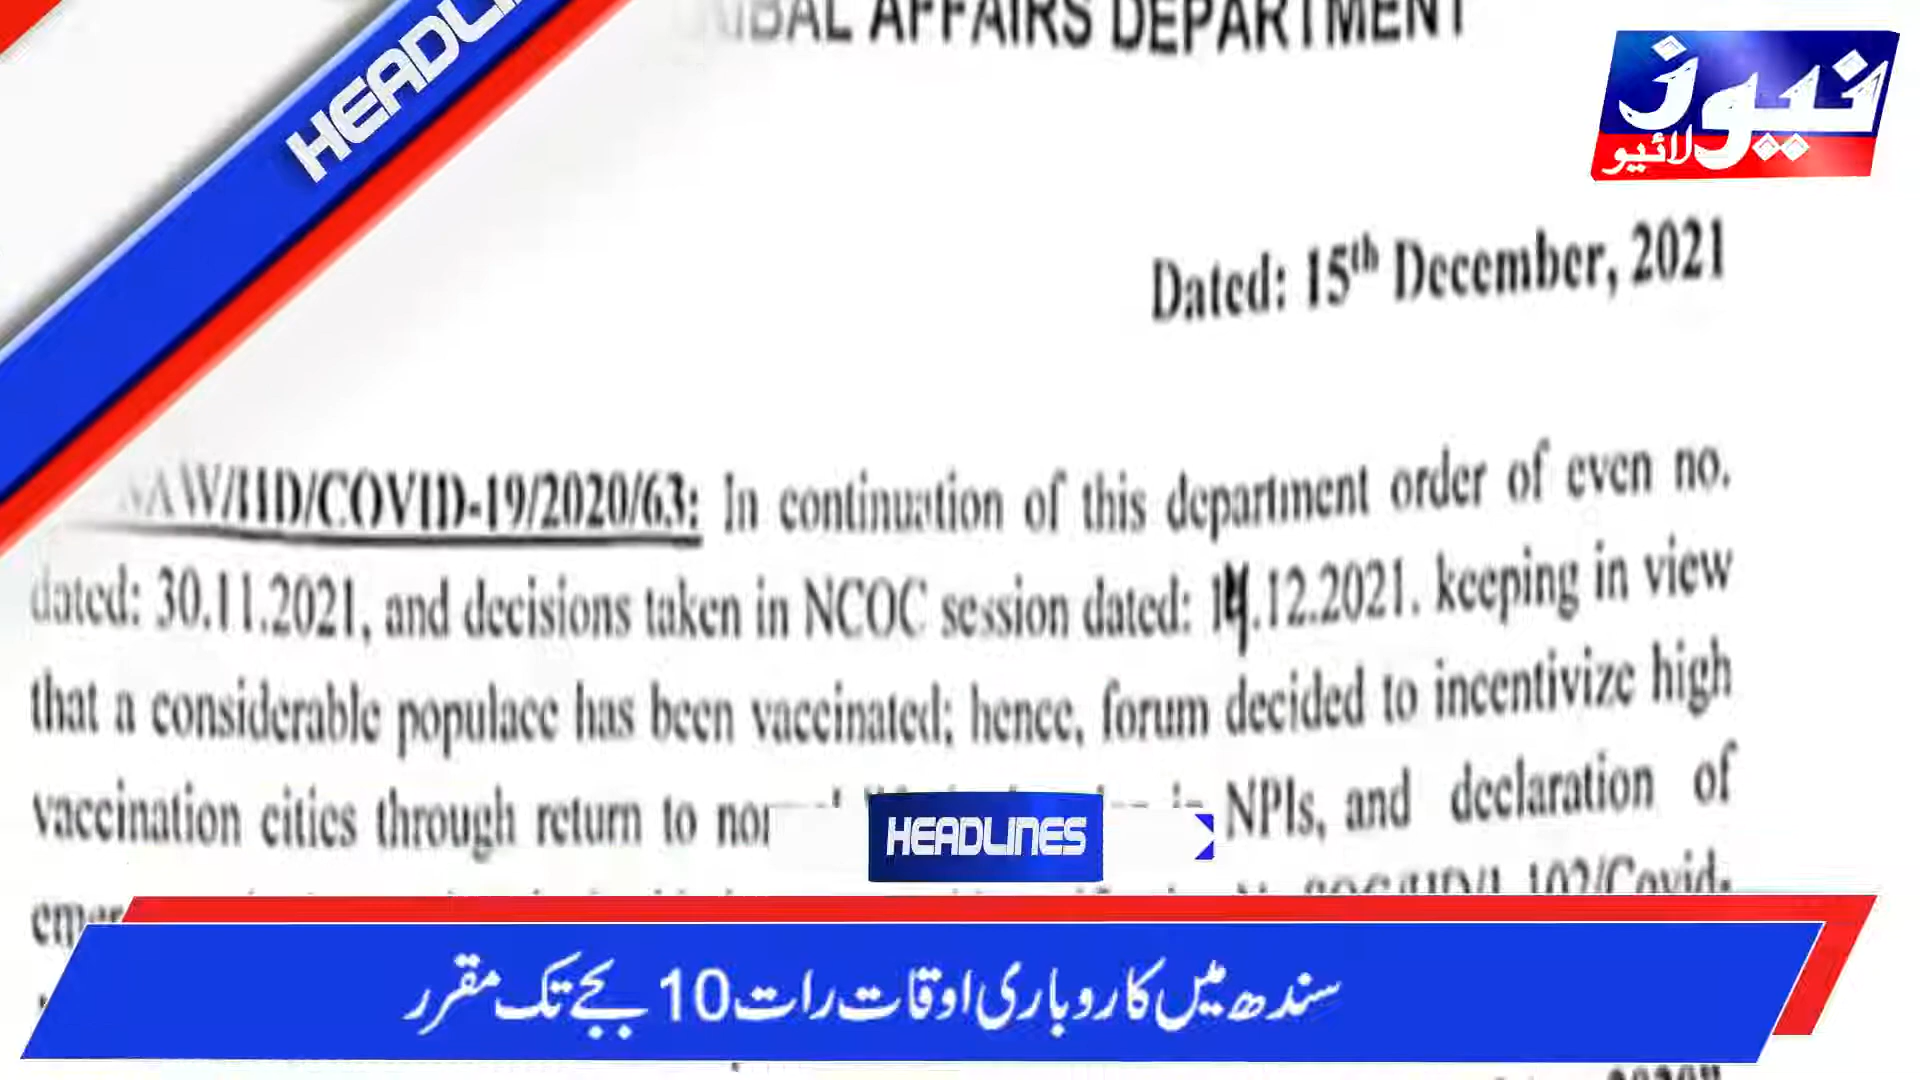 AFFAIRS DEPARTMENT
HEADLIN
نیوز
لائیو
Dated: 15th December, 2021
AW/HD/COVID-19/2020/63: In continuation of this department order of even no.
dated: 30.11.2021, and decisions taken in NCOC session dated: 14.12.2021. keeping in view
that a considerable populace has been vaccinated; hence, forum decided to incentivize high
vaccination cities through return to NPIs, and declaration of
HEADLINES
سندھ میں کاروباری اوقات رات 10 بجے تک مقرر